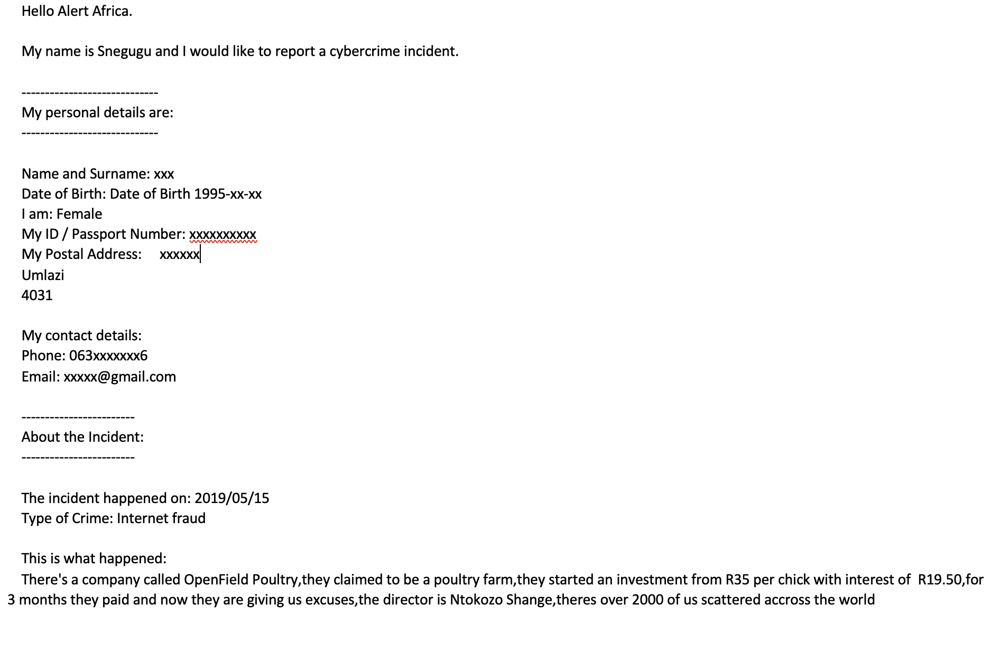 Hello Alert Africa.
My name is Snegugu and I would like to report a cybercrime incident.
-----------------------------
My personal details are:
-----------------------------
Name and Surname: xxx
Date of Birth: Date of Birth 1995-xx-xx
I am: Female
My ID / Passport Number: xxxxxxxxxx
My Postal Address: xxxxxx
Umlazi
4031
My contact details:
Phone: 063xxxxxxx6
Email: xxxxx@gmail.com
------------------------
About the Incident:
------------------------
The incident happened on: 2019/05/15
Type of Crime: Internet fraud
This is what happened:
There's a company called OpenField Poultry,they claimed to be a poultry farm,they started an investment from R35 per chick with interest of R19.50,for
3 months they paid and now they are giving us excuses,the director is Ntokozo Shange,theres over 2000 of us scattered accross the world